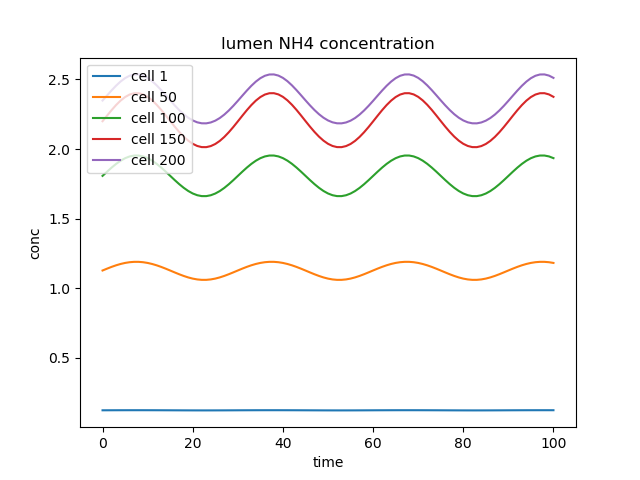 lumen NH4 concentration
cell 1
cell 50
cell 100
cell 150
cell 200
2.5
2.0
1.5
1.0
0.5
conc
0 20 40 60 80 100
time